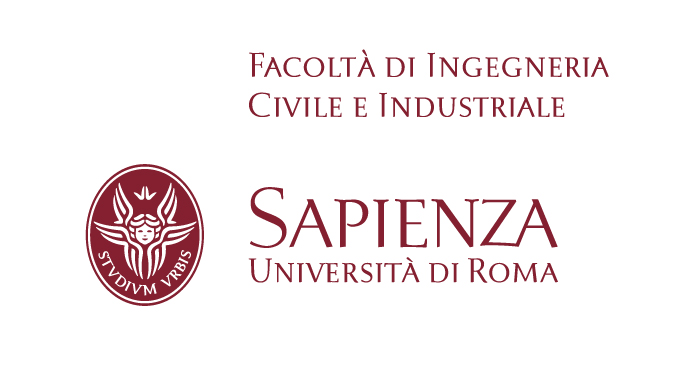 Facoltà di Ingegneria
Civile e Industriale
Sapienza
Università di Roma
STVDIVM VRBIS